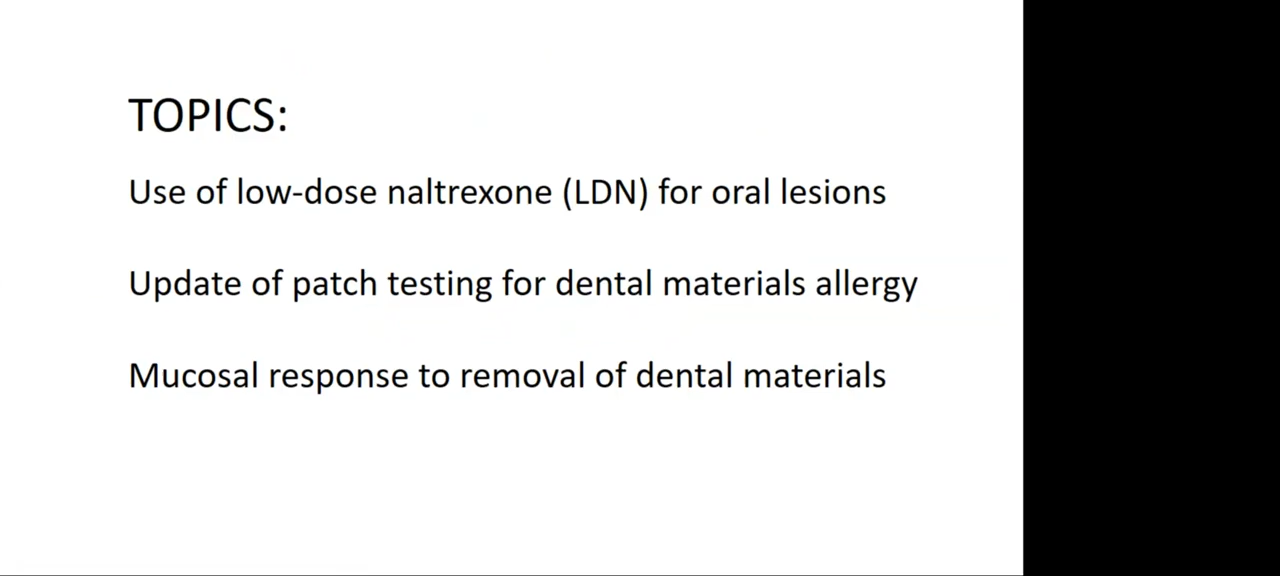 TOPICS:
Use of low-dose naltrexone (LDN) for oral lesions
Update of patch testing for dental materials allergy
Mucosal response to removal of dental materials